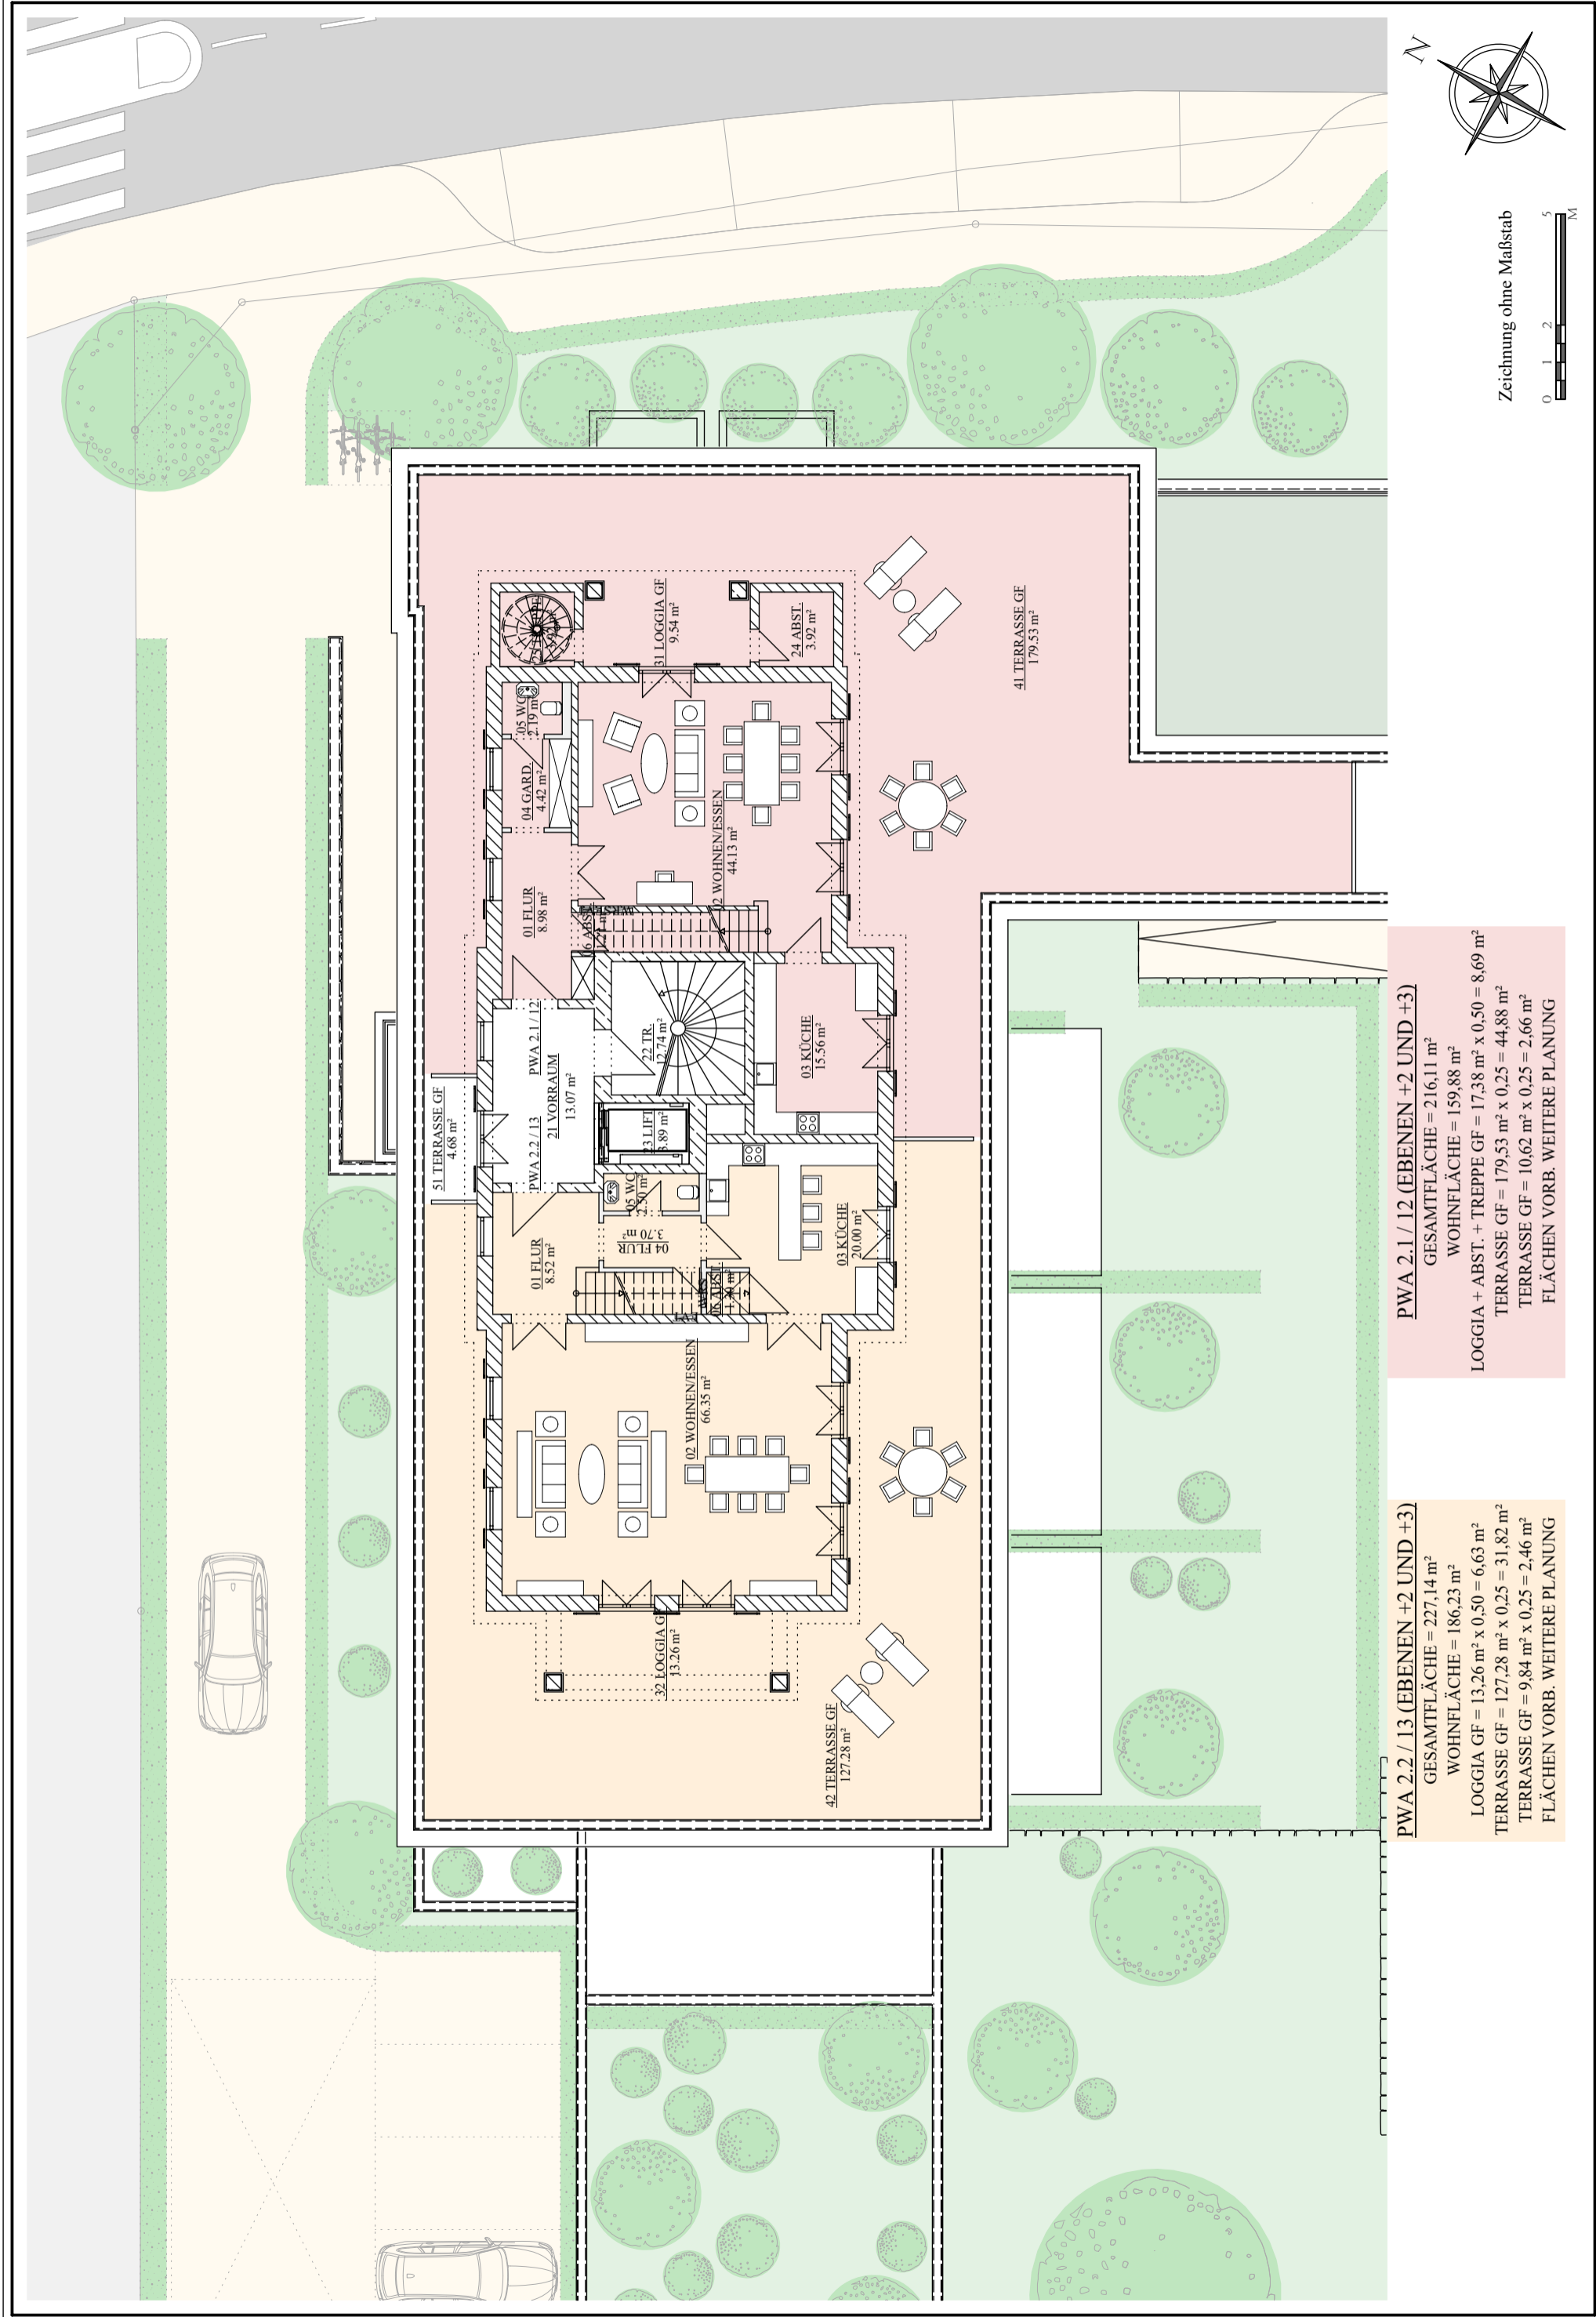 N
Zeichnung ohne Maßstab
0 1 2 5
M
51 TERRASSE GF
4.68 m²
01 FLUR
8.52 m²
PWA 2.2 / 13
PWA 2.1 / 12
21 VORRAUM
13.07 m²
01 FLUR
8.98 m²
04 GARD.
4.42 m²
05 WC
2.19 m²
04 FLUR
3.70 m²
05 WC
2.50 m²
23 LIFT
3.89 m²
22 TR.
12.74 m²
31 LOGGIA GF
9.54 m²
24 ABST.
3.92 m²
02 WOHNEN/ESSEN
44.13 m²
02 WOHNEN/ESSEN
66.35 m²
06 ABST.
32 LOGGIA GF
13.26 m²
03 KÜCHE
20.00 m²
03 KÜCHE
15.56 m²
42 TERRASSE GF
127.28 m²
41 TERRASSE GF
179.53 m²
PWA 2.2 / 13 (EBENEN +2 UND +3)
GESAMTFLÄCHE = 227,14 m²
WOHNFLÄCHE = 186,23 m²
LOGGIA GF = 13,26 m² x 0,50 = 6,63 m²
TERRASSE GF = 127,28 m² x 0,25 = 31,82 m²
TERRASSE GF = 9,84 m² x 0,25 = 2,46 m²
FLÄCHEN VORB. WEITERE PLANUNG
PWA 2.1 / 12 (EBENEN +2 UND +3)
GESAMTFLÄCHE = 216,11 m²
WOHNFLÄCHE = 159,88 m²
LOGGIA + ABST. + TREPPE GF = 17,38 m² x 0,50 = 8,69 m²
TERRASSE GF = 179,53 m² x 0,25 = 44,88 m²
TERRASSE GF = 10,62 m² x 0,25 = 2,66 m²
FLÄCHEN VORB. WEITERE PLANUNG